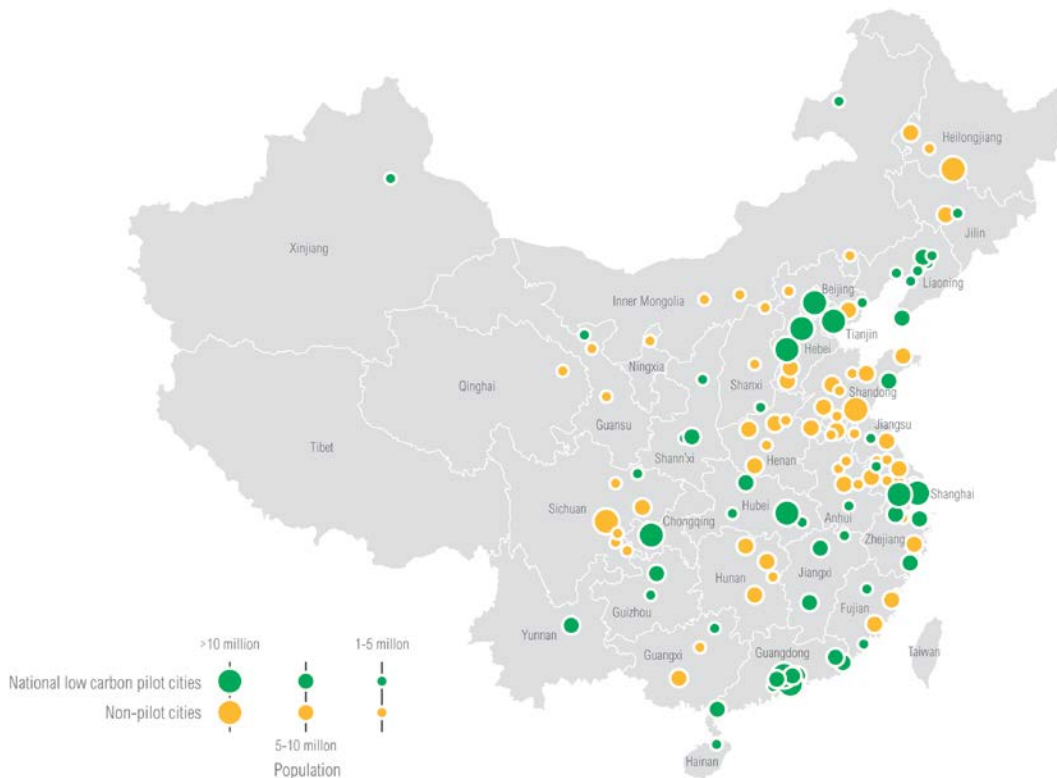 Heilongjiang
Jilin
Xinjiang
Liaoning
Beijing
Inner Mongolia
Tianjin
Hebei
Ningxia
Shanxi
Qinghai
Shandong
Guansu
Jiangsu
Tibet
Shann'xi
Henan
Shanghai
Sichuan
Hubei
Anhui
Chongqing
Zhejiang
Hunan
Jiangxi
Guizhou
Fujian
Yunnan
Guangxi
Guangdong
Taiwan
Hainan
>10 million
1-5 millon
National low carbon pilot cities
Non-pilot cities
5-10 millon
Population